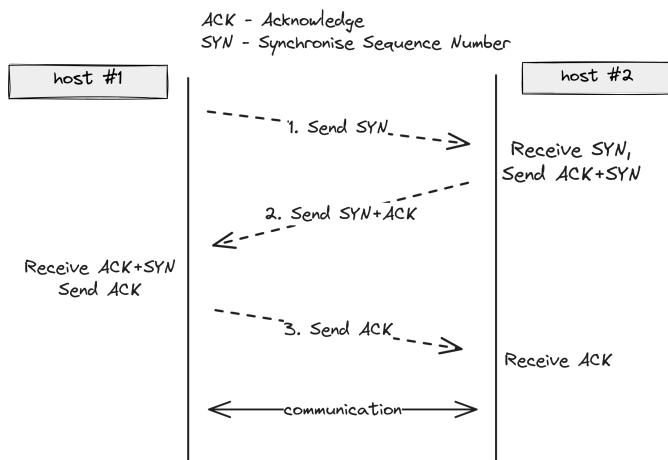 ACK - Acknowledge
SYN - Synchronise Sequence Number
host #1
host #2
1. Send SYN
Receive SYN,
Send ACK+SYN
2. Send SYN+ACK
Receive ACK+SYN
Send ACK
3. Send ACK
Receive ACK
communication